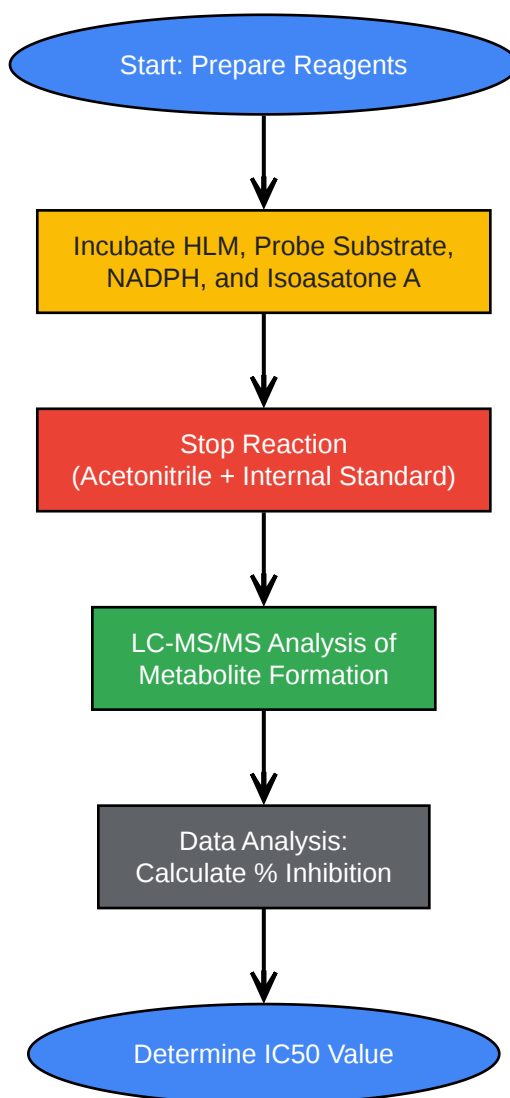 Start: Prepare Reagents
Incubate HLM, Probe Substrate,
NADPH, and Isoasatone A
Stop Reaction
(Acetonitrile + Internal Standard)
LC-MS/MS Analysis of
Metabolite Formation
Data Analysis:
Calculate % Inhibition
Determine IC50 Value